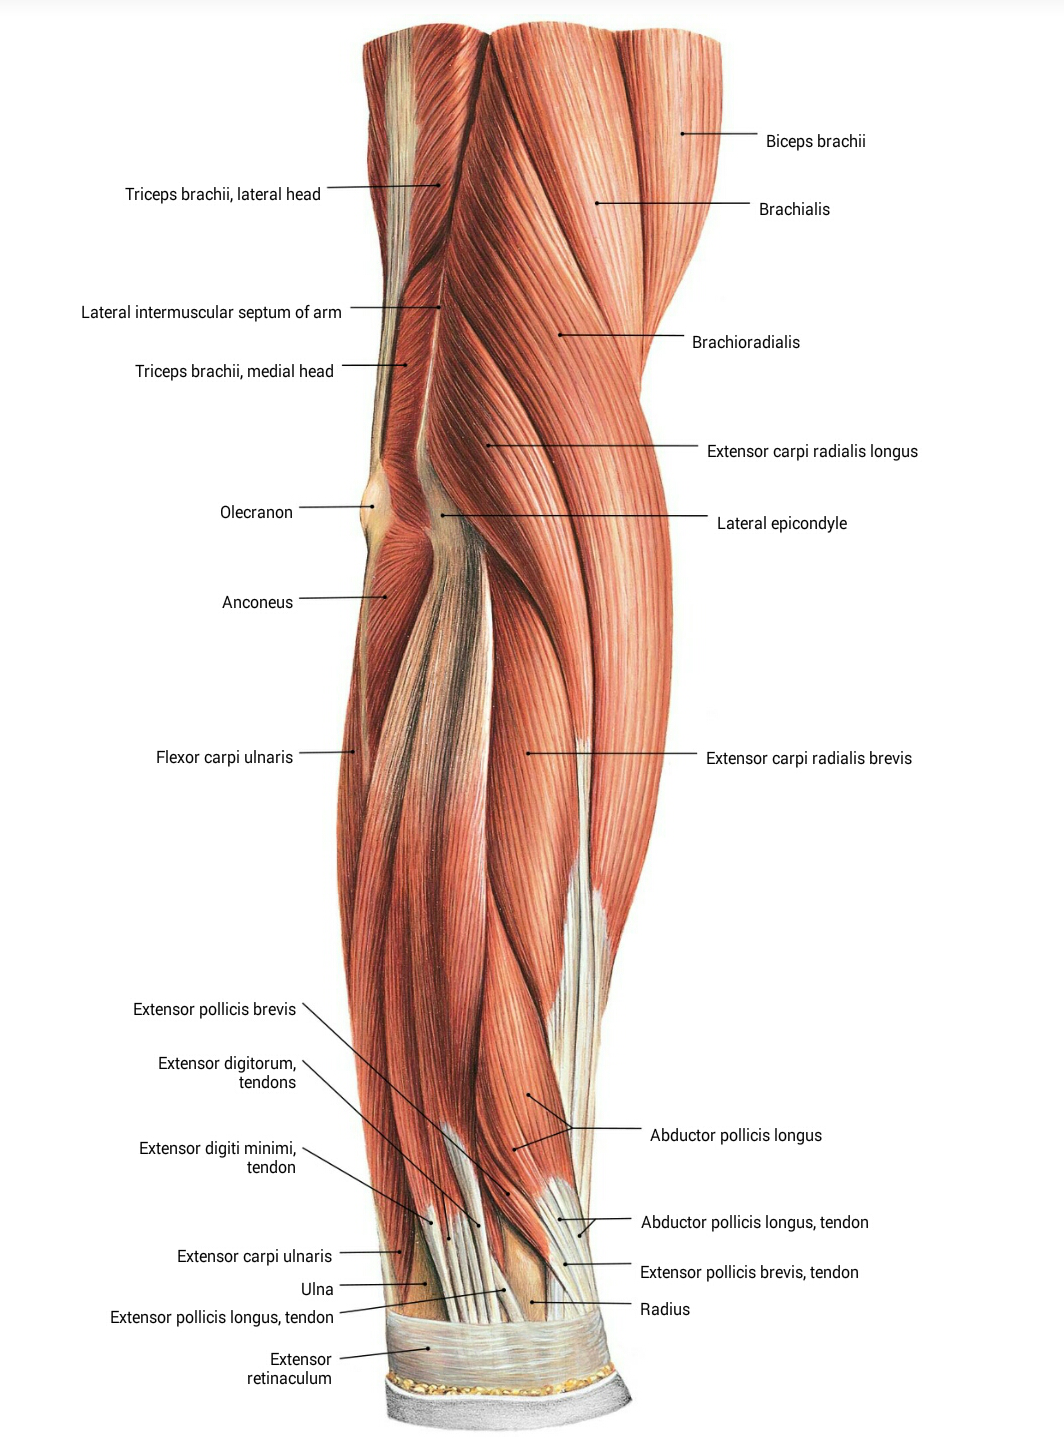 Biceps brachii
Triceps brachii, lateral head
Brachialis
Lateral intermuscular septum of arm
Brachioradialis
Triceps brachii, medial head
Extensor carpi radialis longus
Olecranon
Lateral epicondyle
Anconeus
Flexor carpi ulnaris
Extensor carpi radialis brevis
Extensor pollicis brevis
Extensor digitorum,
tendons
Abductor pollicis longus
Extensor digiti minimi,
tendon
Abductor pollicis longus, tendon
Extensor carpi ulnaris
Extensor pollicis brevis, tendon
Ulna
Radius
Extensor pollicis longus, tendon
Extensor
retinaculum